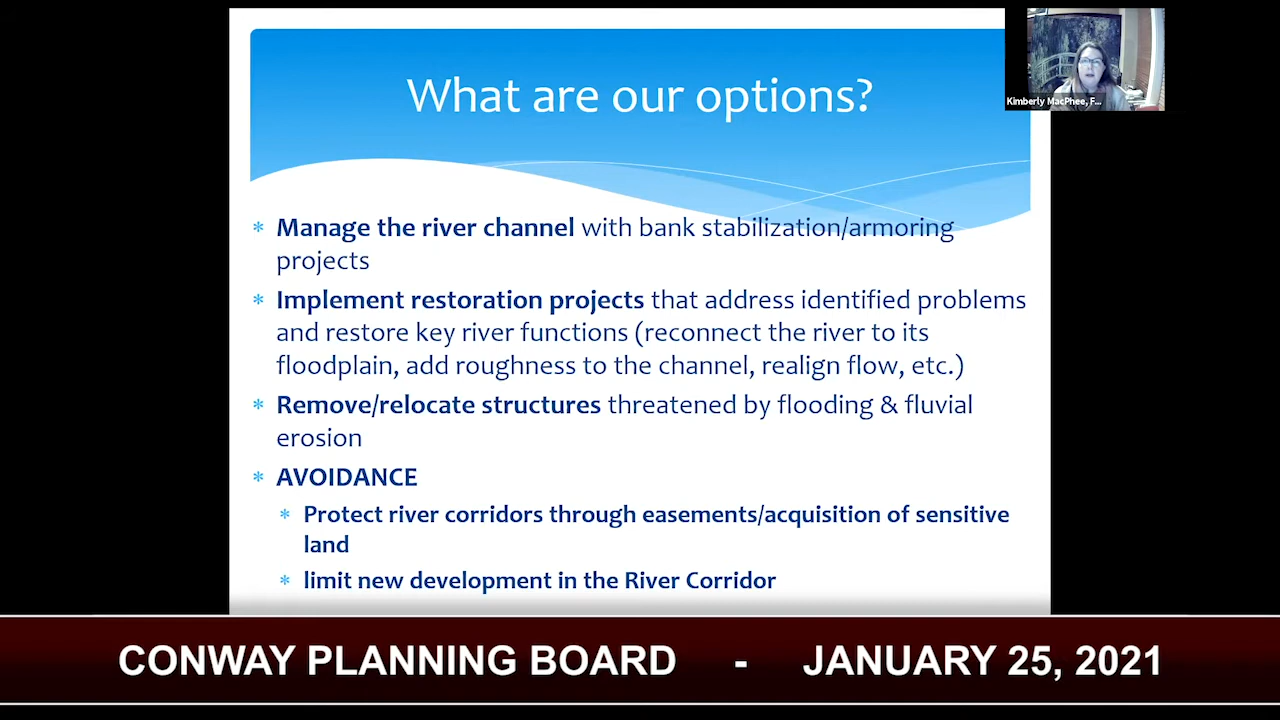 What are our options?
Kimberly MacPhee, F...
* Manage the river channel with bank stabilization/armoring
projects
* Implement restoration projects that address identified problems
and restore key river functions (reconnect the river to its
floodplain, add roughness to the channel, realign flow, etc.)
* Remove/relocate structures threatened by flooding & fluvial
erosion
* AVOIDANCE
* Protect river corridors through easements/acquisition of sensitive
land
* limit new development in the River Corridor
CONWAY PLANNING BOARD - JANUARY 25, 2021